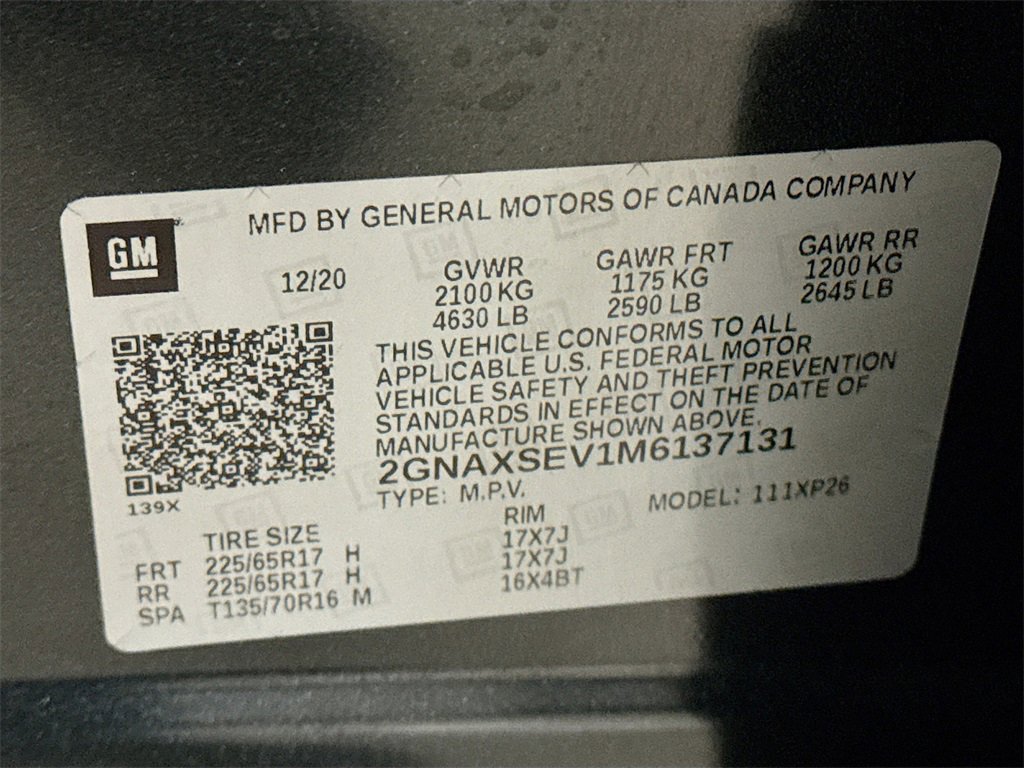 GM
MFD BY GENERAL MOTORS OF CANADA COMPANY
12/20
GVWR
2100 KG
4630 LB
GAWR FRT
1175 KG
2590 LB
GAWR RR
1200 KG
2645 LB
THIS VEHICLE CONFORMS TO ALL
APPLICABLE U.S. FEDERAL MOTOR
VEHICLE SAFETY AND THEFT PREVENTION
STANDARDS IN EFFECT ON THE DATE OF
MANUFACTURE SHOWN ABOVE.
2GNAXSEV1M6137131
TYPE: M.P.V.
MODEL: 111XP26
139X
TIRE SIZE
RIM
FRT 225/65R17 H 17X7J
RR 225/65R17 H 17X7J
SPA T135/70R16 M 16X4BT